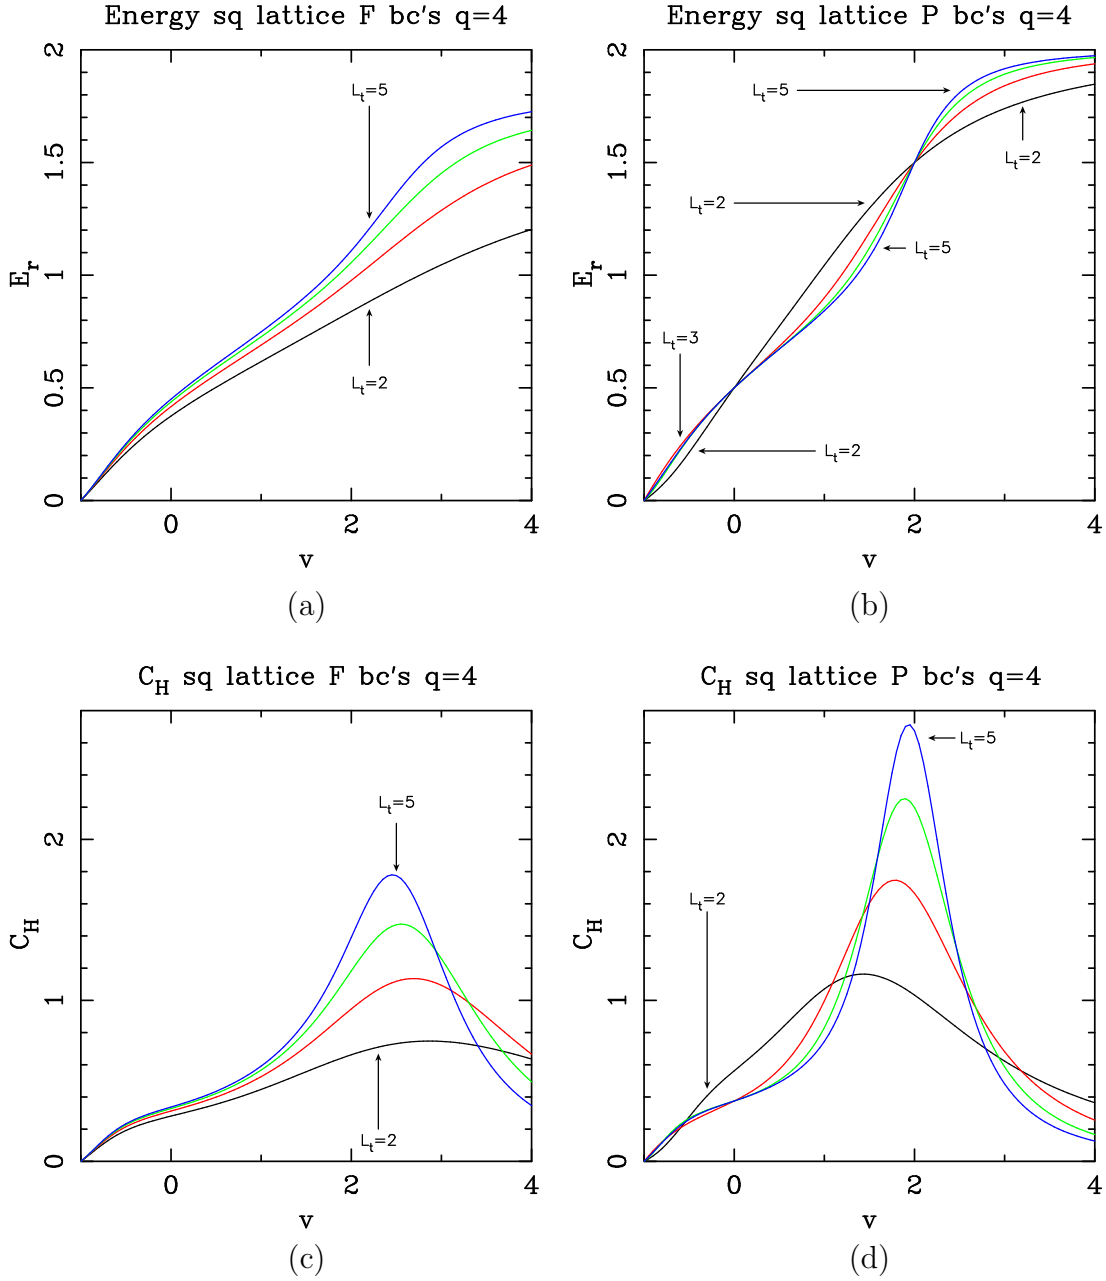 Energy sq lattice F bc's q=4
E_r
2
1.5
1
0.5
0
L_t=5
L_t=2
0 2 4
v
(a)
Energy sq lattice P bc's q=4
E_r
2
1.5
1
0.5
0
L_t=5
L_t=2
L_t=2
L_t=5
L_t=3
L_t=2
0 2 4
v
(b)
C_H sq lattice F bc's q=4
C_H
2
1
0
L_t=5
L_t=2
0 2 4
v
(c)
C_H sq lattice P bc's q=4
C_H
2
1
0
L_t=5
L_t=2
0 2 4
v
(d)